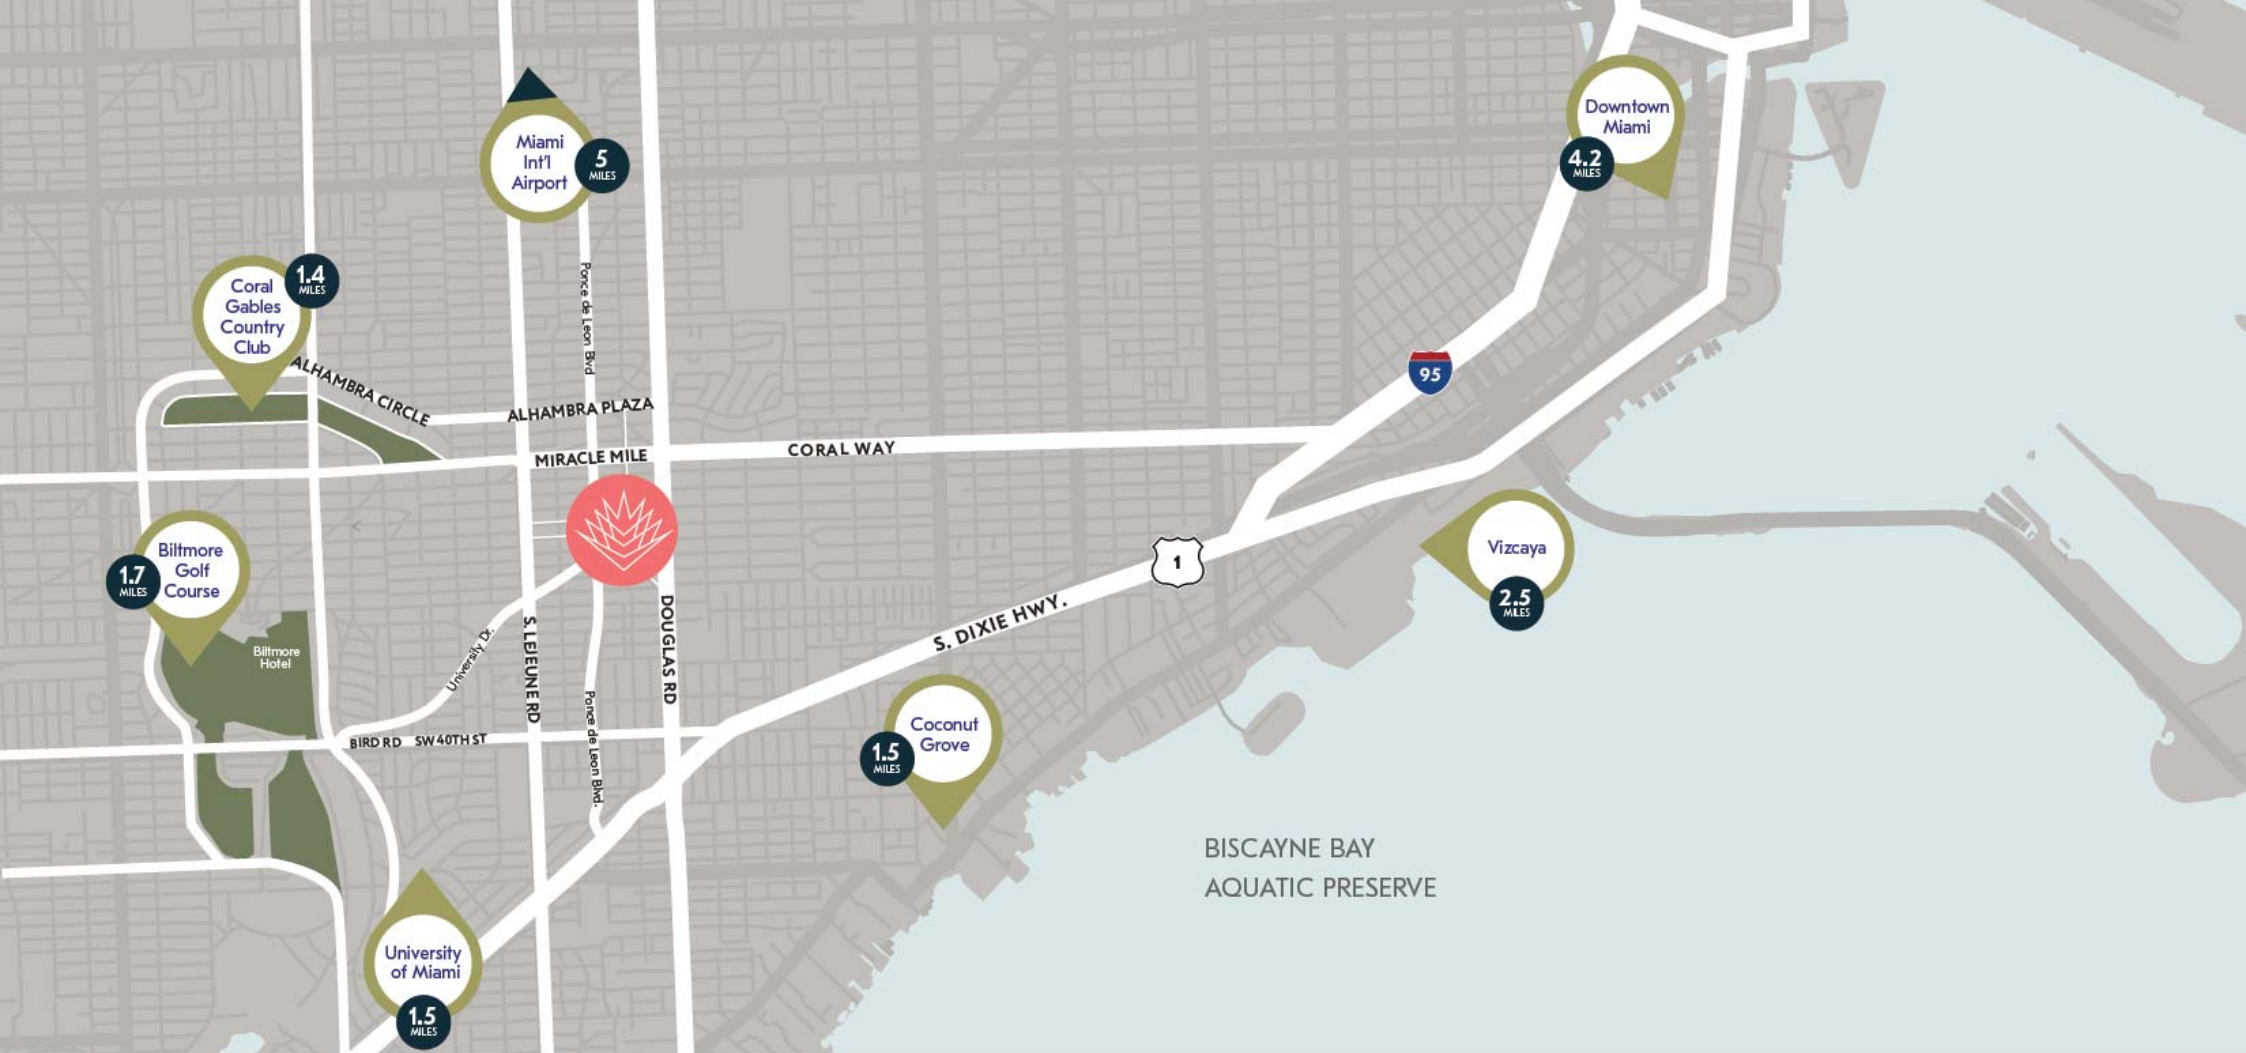 Downtown
Miami
4.2
MILES
Miami
Int'l
Airport
5
MILES
Coral
Gables
Country
Club
1.4
MILES
Ponce de Leon Blvd
ALHAMBRA CIRCLE
ALHAMBRA PLAZA
95
MIRACLE MILE
CORAL WAY
Biltmore
Golf
Course
1.7
MILES
Vizcaya
2.5
MILES
1
S. DIXIE HWY.
DOUGLAS RD
S. LEJEUNE RD
University Dr.
Biltmore
Hotel
Ponce de Leon Blvd.
BIRD RD SW 40TH ST
Coconut
Grove
1.5
MILES
BISCAYNE BAY
AQUATIC PRESERVE
University
of Miami
1.5
MILES